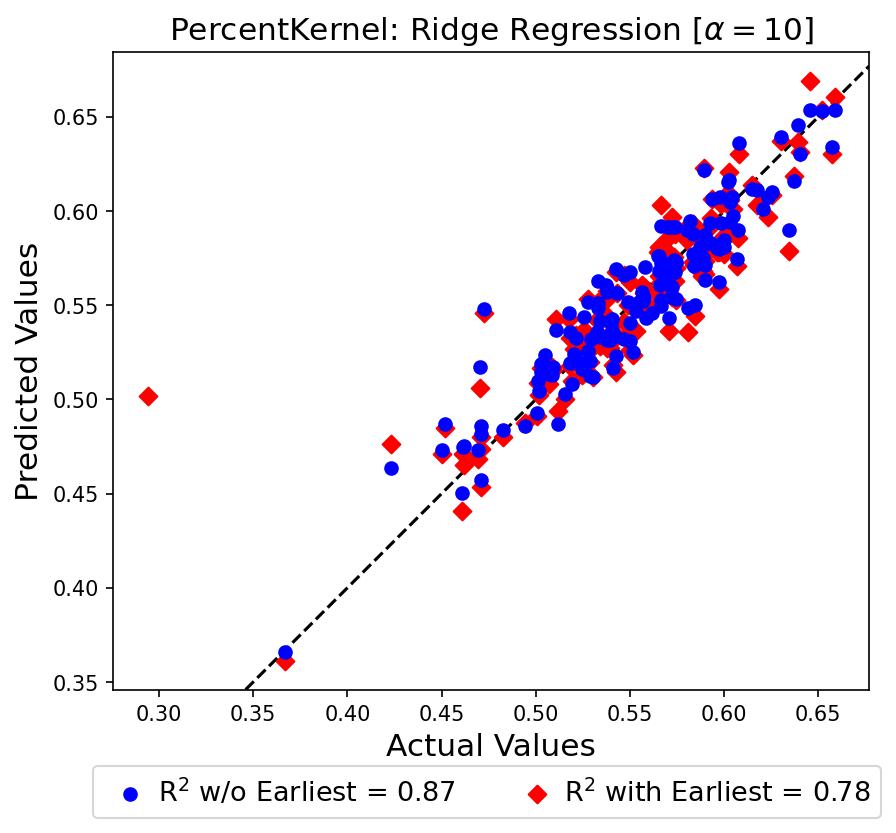 PercentKernel: Ridge Regression [α = 10]
Predicted Values
0.65
0.60
0.55
0.50
0.45
0.40
0.35
0.30 0.35 0.40 0.45 0.50 0.55 0.60 0.65
Actual Values
R² w/o Earliest = 0.87 R² with Earliest = 0.78